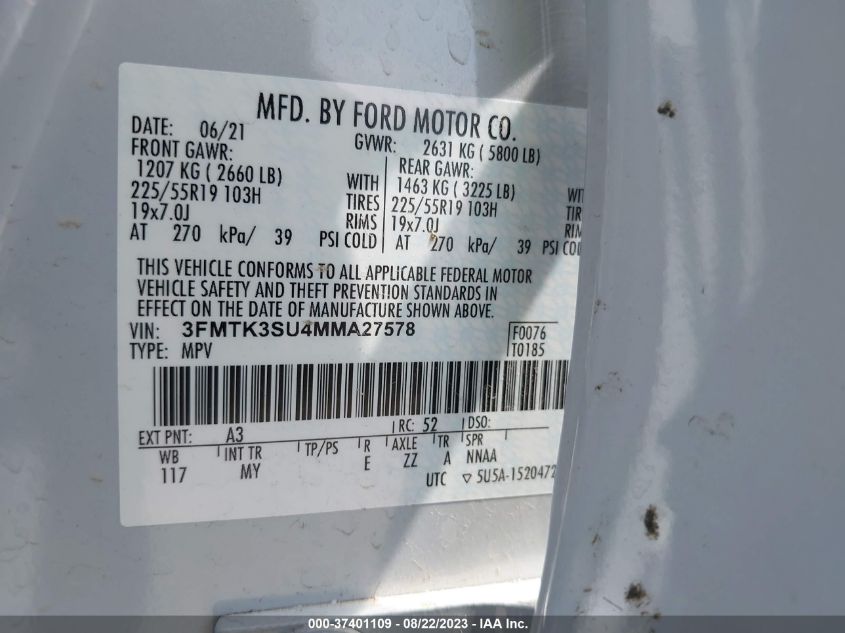 MFD. BY FORD MOTOR CO.
DATE: 06/21
GVWR: 2631 KG ( 5800 LB)
FRONT GAWR:
REAR GAWR:
1207 KG ( 2660 LB) WITH
1463 KG ( 3225 LB)
225/55R19 103H TIRES
225/55R19 103H
19x7.0J RIMS
19x7.0J
AT 270 kPa/ 39 PSI COLD
AT 270 kPa/ 39 PSI
THIS VEHICLE CONFORMS TO ALL APPLICABLE FEDERAL MOTOR
VEHICLE SAFETY AND THEFT PREVENTION STANDARDS IN
EFFECT ON THE DATE OF MANUFACTURE SHOWN ABOVE.
VIN: 3FMTK3SU4MMA27578
F0076
TYPE: MPV
T0185
EXT PNT: A3 RC: 52 DSO:
WB INT TR TP/PS R AXLE TR SPR
117 MY E ZZ A NNAA
UTC ▽ 5U5A-1520472
000-37401109 - 08/22/2023 - IAA Inc.